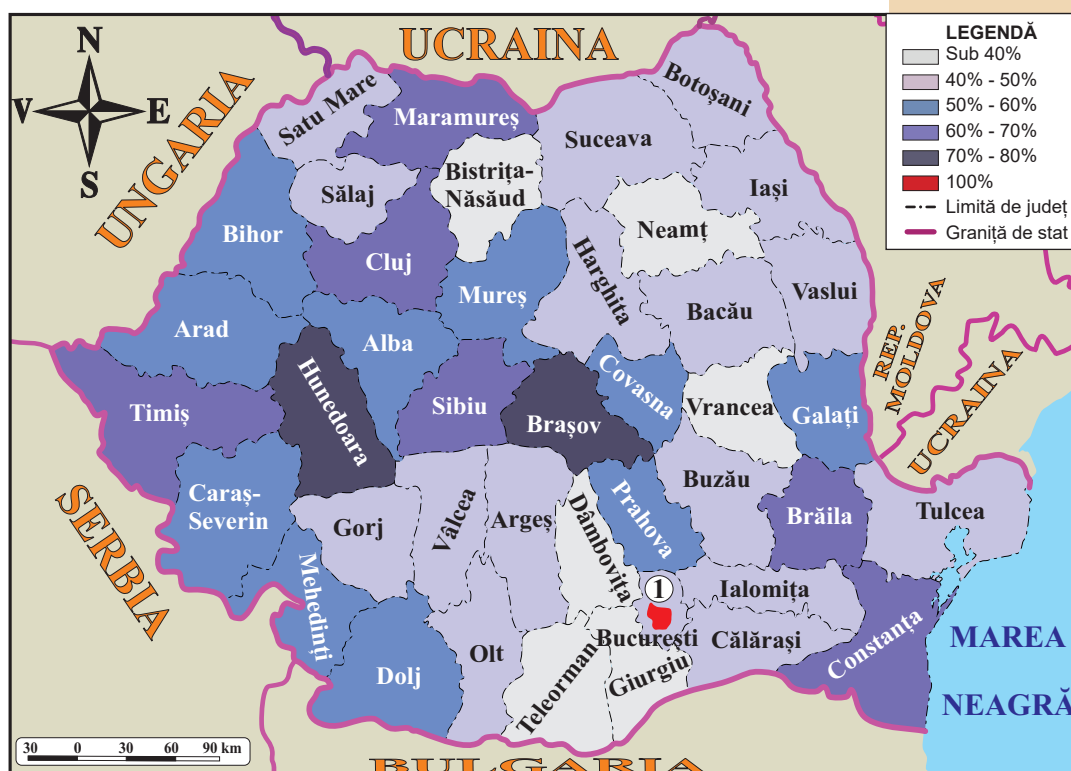 LEGENDĂ
Sub 40%
40% - 50%
50% - 60%
60% - 70%
70% - 80%
100%
Limită de județ
Graniță de stat
N
V
E
S
UCRAINA
UNGARIA
SERBIA
BULGARIA
REP.
MOLDOVA
UCRAINA
MAREA
NEAGRĂ
Satu Mare
Maramureș
Botoșani
Suceava
Bistrița-
Năsăud
Sălaj
Iași
Bihor
Neamț
Cluj
Mureș
Harghita
Bacău
Vaslui
Arad
Alba
Hunedoara
Covasna
Timiș
Sibiu
Brașov
Vrancea
Galați
Caraș-
Severin
Gorj
Vâlcea
Argeș
Dâmbovița
Prahova
Buzău
Brăila
Tulcea
Mehedinți
1
Ialomița
București
Călărași
Constanța
Dolj
Olt
Teleorman
Giurgiu
30 0 30 60 90 km